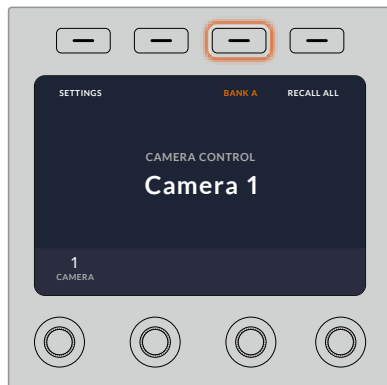 SETTINGS BANK A RECALL ALL
CAMERA CONTROL
Camera 1
1
CAMERA